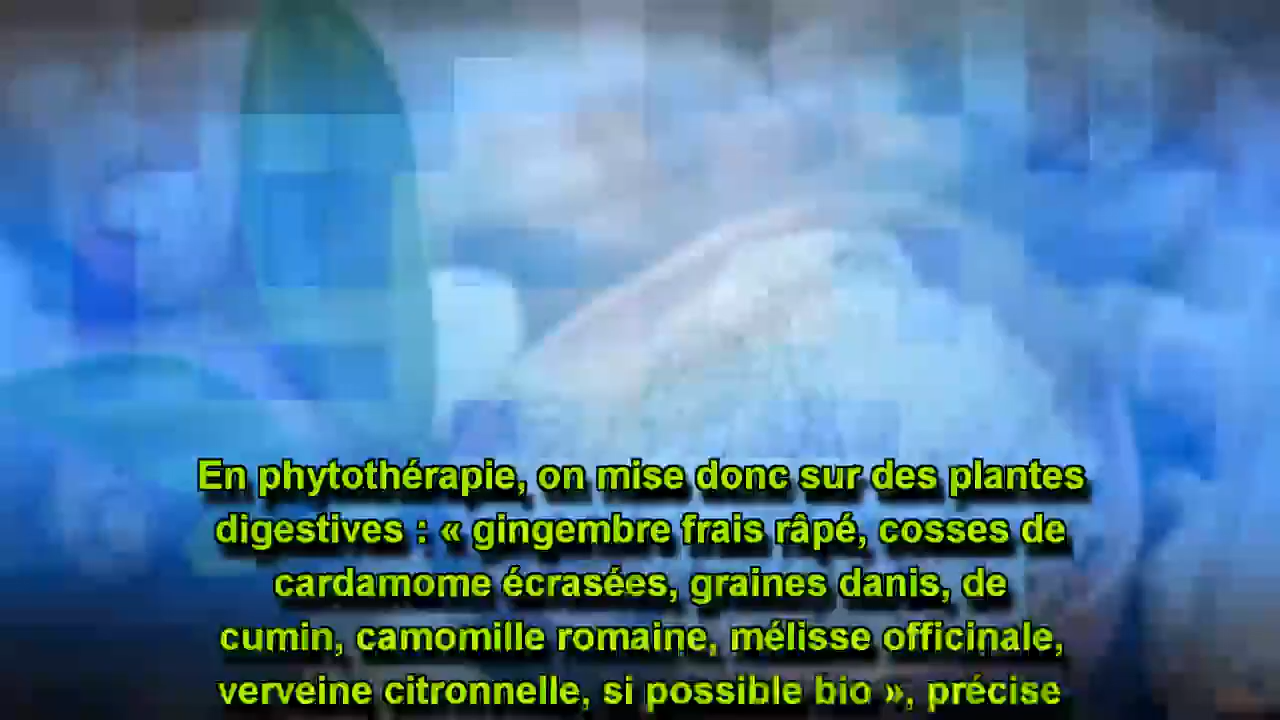 En phytothérapie, on mise donc sur des plantes
digestives : « gingembre frais râpé, cosses de
cardamome écrasées, graines danis, de
cumin, camomille romaine, mélisse officinale,
verveine citronnelle, si possible bio », précise